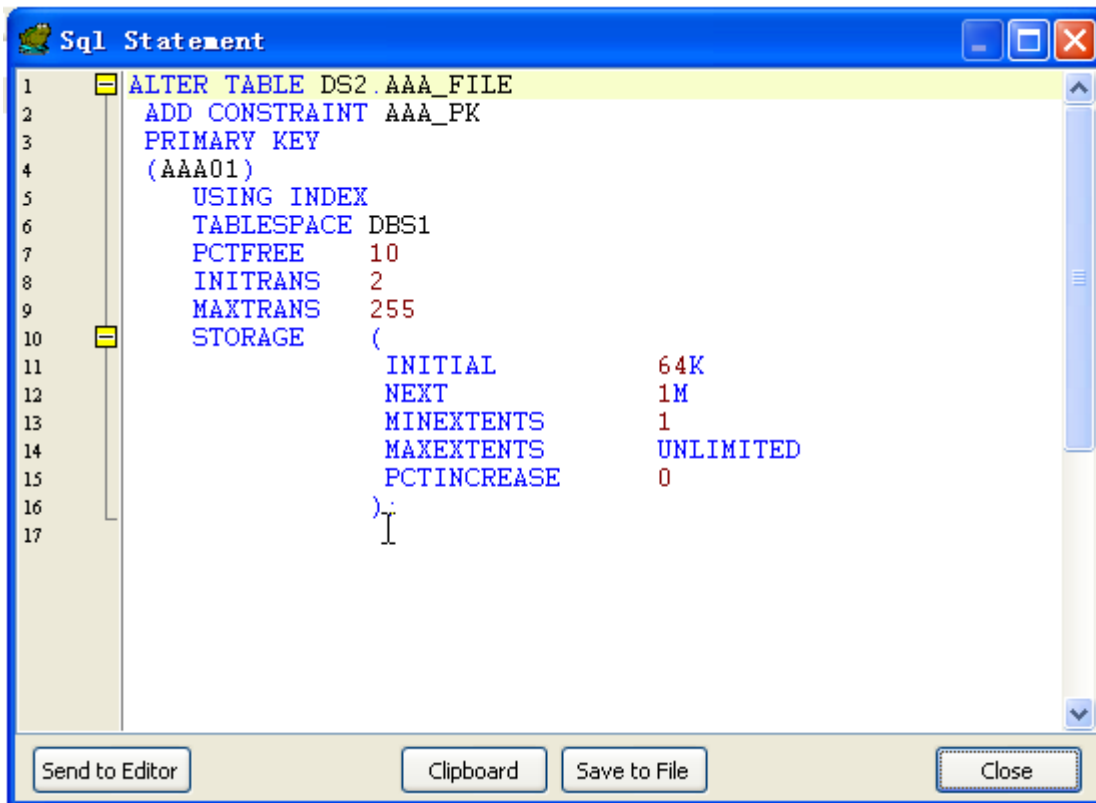 Sql Statement
1 ALTER TABLE DS2.AAA_FILE
2 ADD CONSTRAINT AAA_PK
3 PRIMARY KEY
4 (AAA01)
5 USING INDEX
6 TABLESPACE DBS1
7 PCTFREE 10
8 INITRANS 2
9 MAXTRANS 255
10 STORAGE (
11 INITIAL 64K
12 NEXT 1M
13 MINEXTENTS 1
14 MAXEXTENTS UNLIMITED
15 PCTINCREASE 0
16 );
17
Send to Editor Clipboard Save to File Close